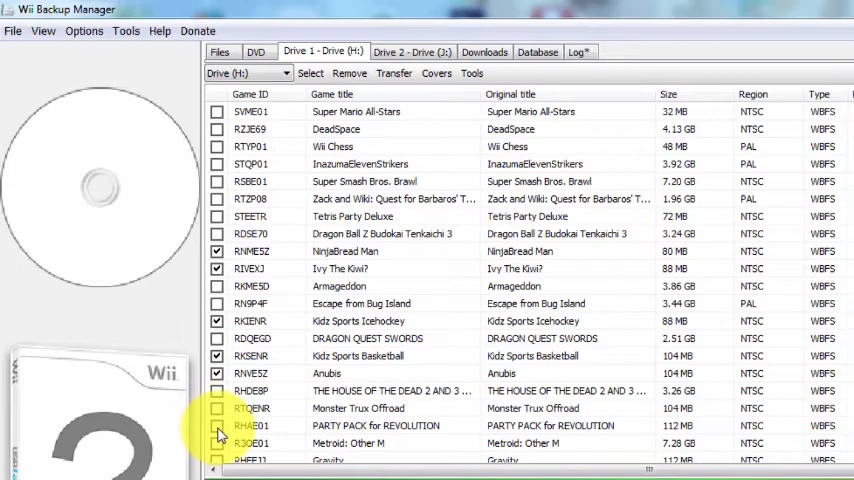 Wii Backup Manager
File View Options Tools Help Donate
Files DVD Drive 1 - Drive (H:) Drive 2 - Drive (J:) Downloads Database Log*
Drive (H:) Select Remove Transfer Covers Tools
Game ID Game title Original title Size Region Type
SVME01 Super Mario All-Stars Super Mario All-Stars 32 MB NTSC WBFS
RZJE69 DeadSpace DeadSpace 4.13 GB NTSC WBFS
RTYP01 Wii Chess Wii Chess 48 MB PAL WBFS
STQP01 InazumaElevenStrikers InazumaElevenStrikers 3.92 GB PAL WBFS
RSBE01 Super Smash Bros. Brawl Super Smash Bros. Brawl 7.20 GB NTSC WBFS
RTZP08 Zack and Wiki: Quest for Barbaros' T... Zack and Wiki: Quest for Barbaros' T... 1.96 GB PAL WBFS
STEETR Tetris Party Deluxe Tetris Party Deluxe 72 MB NTSC WBFS
RDSE70 Dragon Ball Z Budokai Tenkaichi 3 Dragon Ball Z Budokai Tenkaichi 3 3.24 GB NTSC WBFS
RNME5Z NinjaBread Man NinjaBread Man 80 MB NTSC WBFS
RIVEXJ Ivy The Kiwi? Ivy The Kiwi? 88 MB NTSC WBFS
RKME5D Armageddon Armageddon 3.86 GB NTSC WBFS
RN9P4F Escape from Bug Island Escape from Bug Island 3.44 GB PAL WBFS
RKIENR Kidz Sports Icehockey Kidz Sports Icehockey 88 MB NTSC WBFS
RDQEGD DRAGON QUEST SWORDS DRAGON QUEST SWORDS 2.51 GB NTSC WBFS
RKSENR Kidz Sports Basketball Kidz Sports Basketball 104 MB NTSC WBFS
RNVE5Z Anubis Anubis 104 MB NTSC WBFS
RHDE8P THE HOUSE OF THE DEAD 2 AND 3 ... THE HOUSE OF THE DEAD 2 AND 3 ... 3.26 GB NTSC WBFS
RTQENR Monster Trux Offroad Monster Trux Offroad 104 MB NTSC WBFS
RHAE01 PARTY PACK for REVOLUTION PARTY PACK for REVOLUTION 112 MB NTSC WBFS
R3OE01 Metroid: Other M Metroid: Other M 7.28 GB NTSC WBFS
RHEEJJ Gravity Gravity 112 MB NTSC WBFS
Wii
?